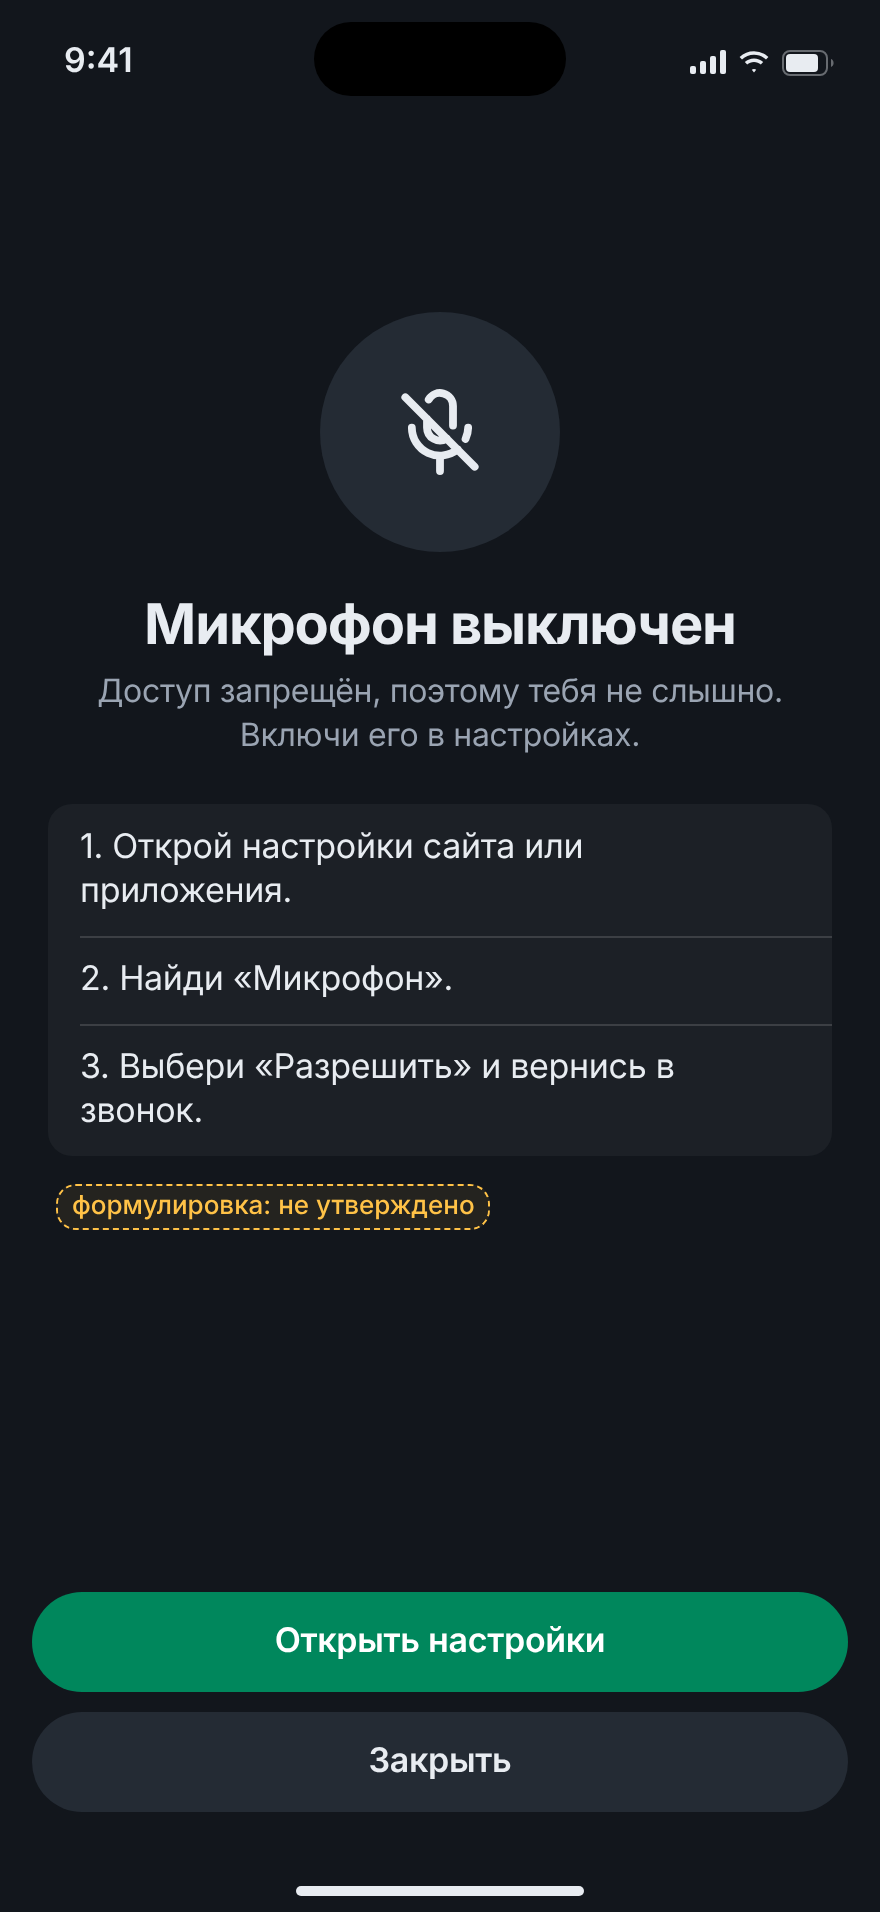 9:41
Микрофон выключен
Доступ запрещён, поэтому тебя не слышно.
Включи его в настройках.
1. Открой настройки сайта или
приложения.
2. Найди «Микрофон».
3. Выбери «Разрешить» и вернись в
звонок.
формулировка: не утверждено
Открыть настройки
Закрыть